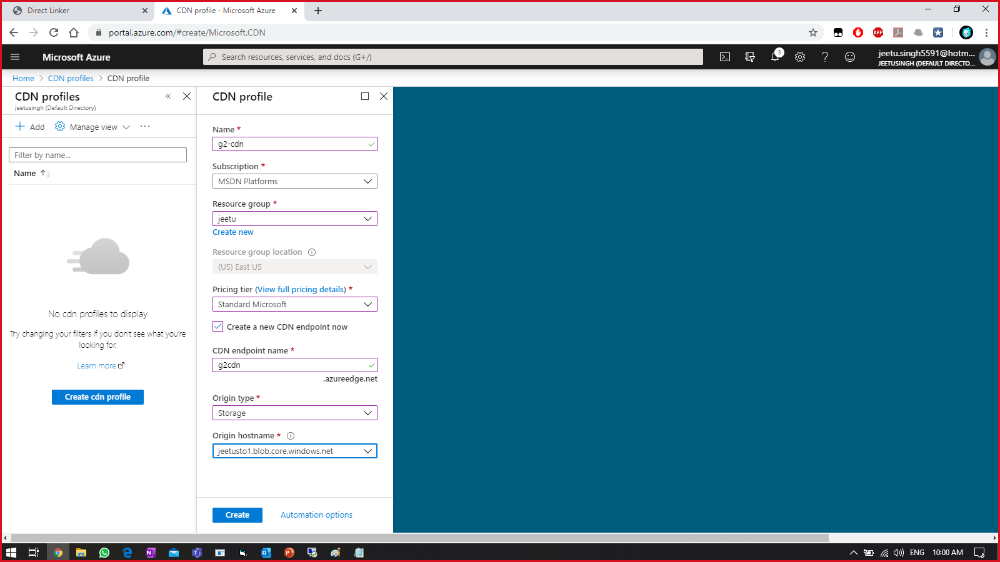 Direct Linker
CDN profile - Microsoft Azure
portal.azure.com/#create/Microsoft.CDN
ABP
Microsoft Azure
Search resources, services, and docs (G+/)
3
jeetu.singh5591@hotm...
JEETUSINGH (DEFAULT DIRECTO...
Home > CDN profiles > CDN profile
CDN profiles
jeetusingh (Default Directory)
Add
Manage view
Filter by name...
Name
No cdn profiles to display
Try changing your filters if you don't see what you're
looking for.
Learn more
Create cdn profile
CDN profile
Name *
g2-cdn
Subscription *
MSDN Platforms
Resource group *
jeetu
Create new
Resource group location
(US) East US
Pricing tier (View full pricing details) *
Standard Microsoft
Create a new CDN endpoint now
CDN endpoint name *
g2cdn
.azureedge.net
Origin type *
Storage
Origin hostname *
jeetusto1.blob.core.windows.net
Create
Automation options
ENG
10:00 AM